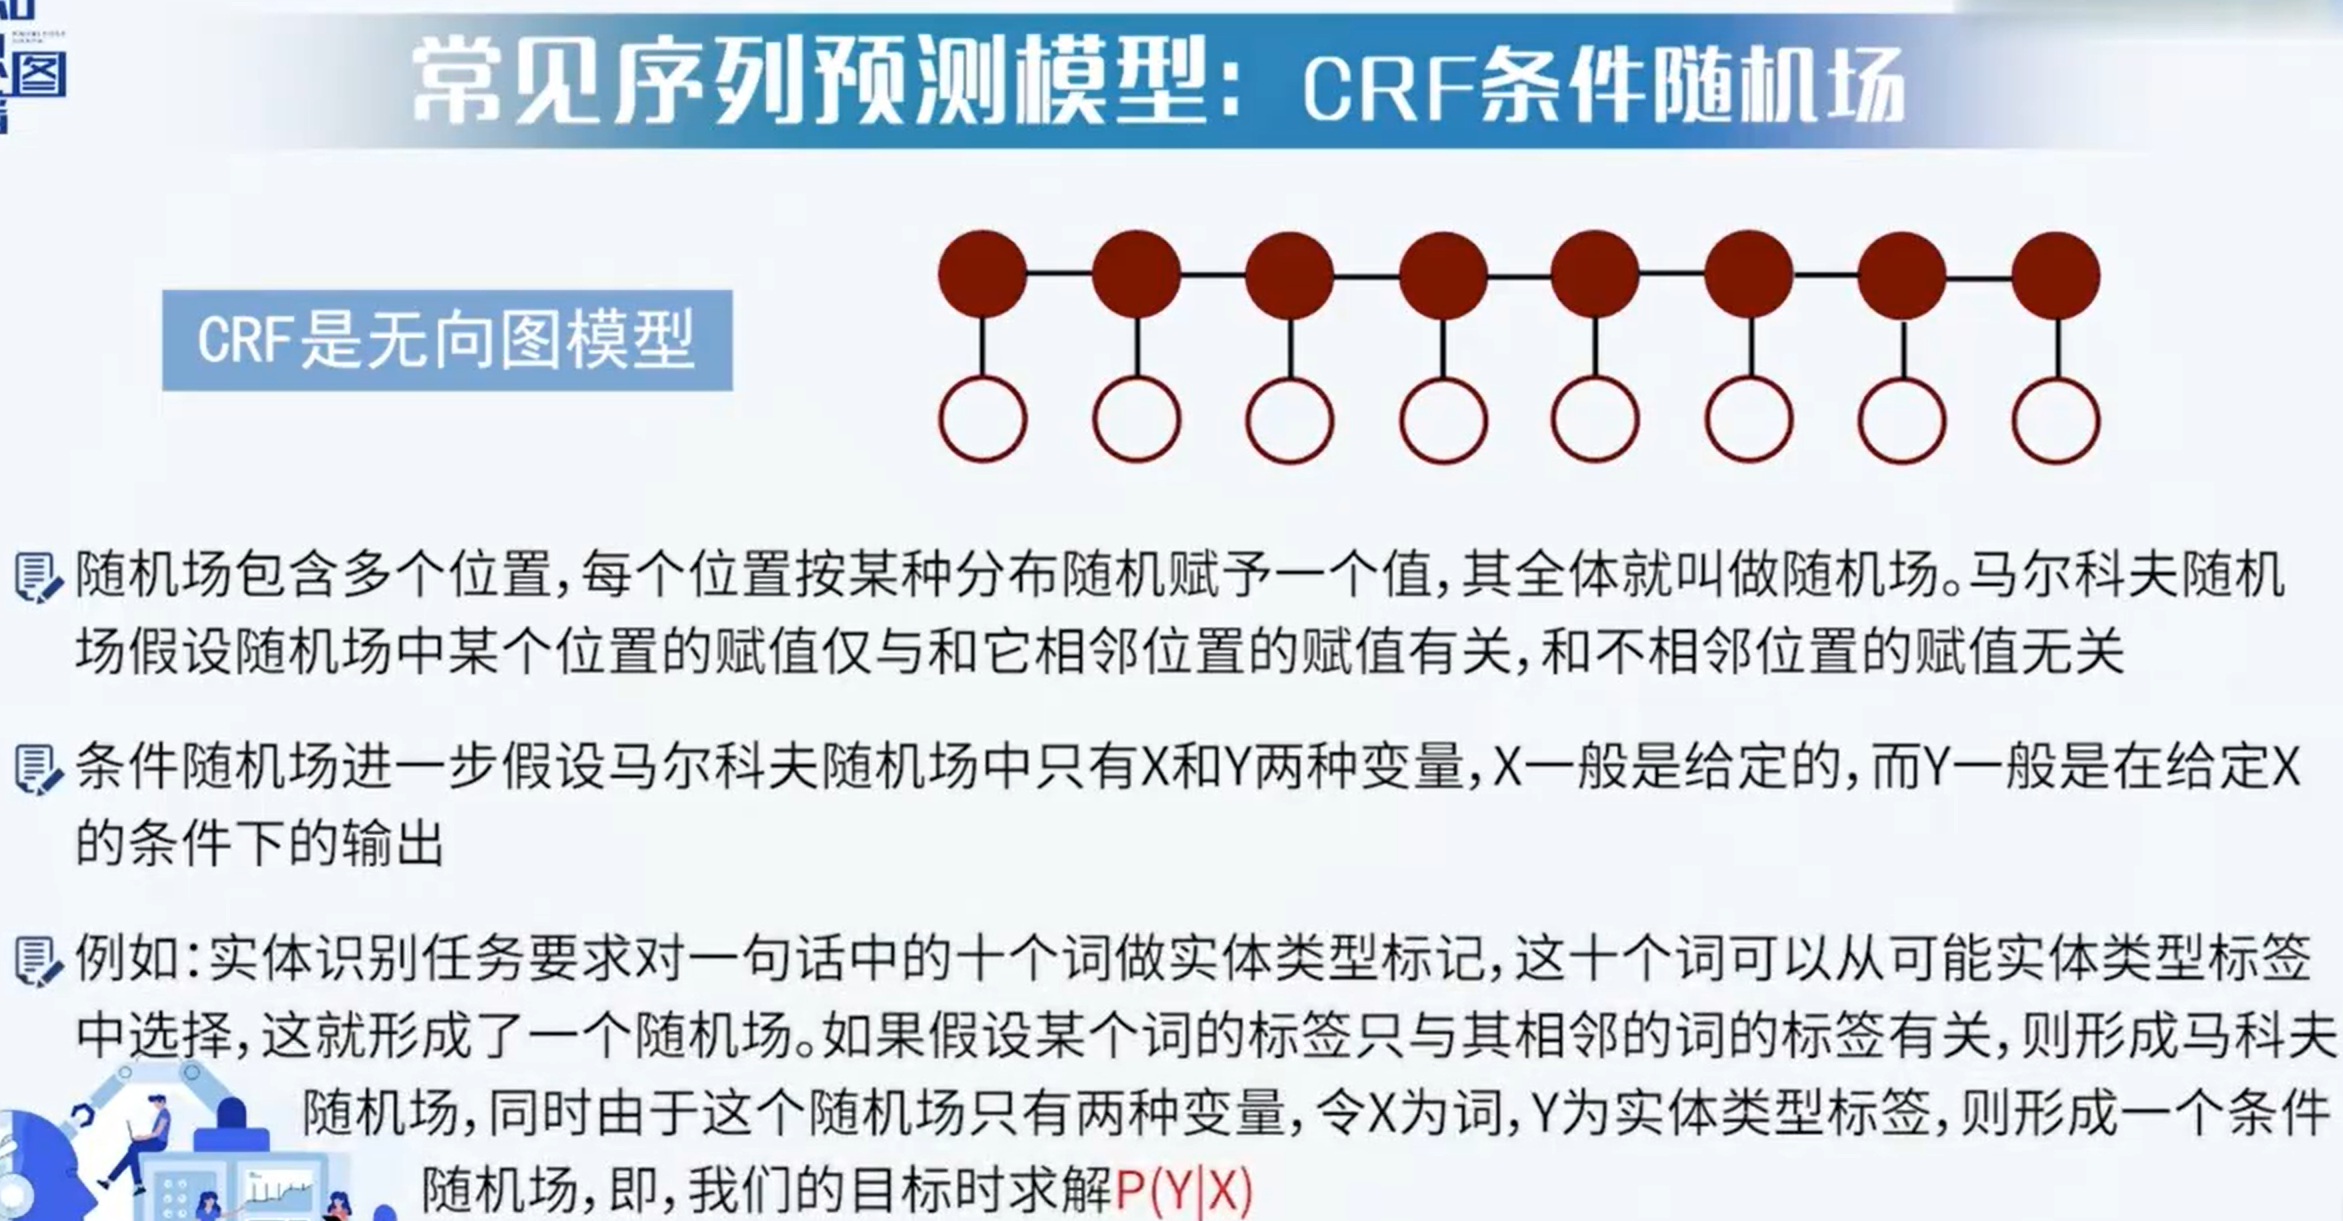 图
常见序列预测模型：CRF条件随机场
CRF是无向图模型
随机场包含多个位置，每个位置按某种分布随机赋予一个值，其全体就叫做随机场。马尔科夫随机
场假设随机场中某个位置的赋值仅与和它相邻位置的赋值有关，和不相邻位置的赋值无关
条件随机场进一步假设马尔科夫随机场中只有X和Y两种变量，X一般是给定的，而Y一般是在给定X
的条件下的输出
例如：实体识别任务要求对一句话中的十个词做实体类型标记，这十个词可以从可能实体类型标签
中选择，这就形成了一个随机场。如果假设某个词的标签只与其相邻的词的标签有关，则形成马科夫
随机场，同时由于这个随机场只有两种变量，令X为词，Y为实体类型标签，则形成一个条件
随机场，即，我们的目标时求解P(Y|X)